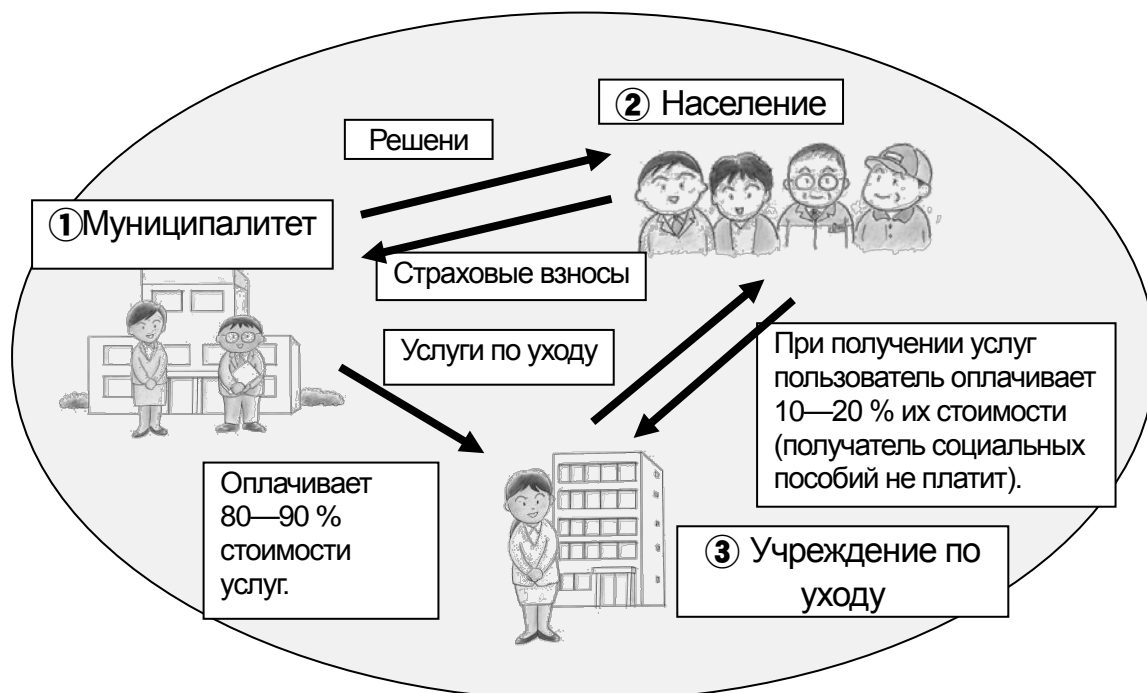 ② Население
Решени
①Муниципалитет
Страховые взносы
Услуги по уходу
При получении услуг
пользователь оплачивает
10—20 % их стоимости
(получатель социальных
пособий не платит).
Оплачивает
80—90 %
стоимости
услуг.
③ Учреждение по
уходу